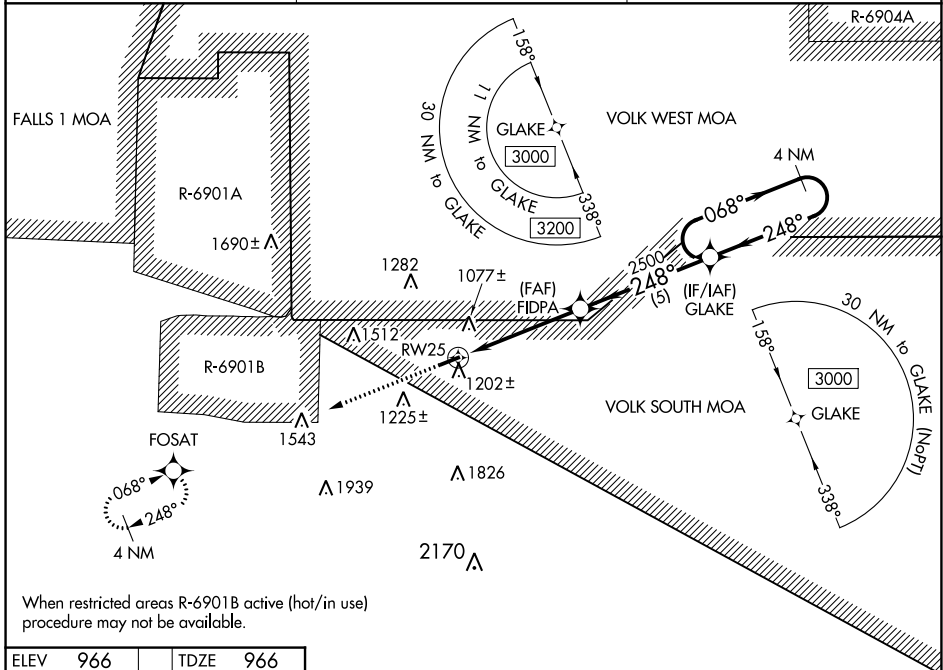 R-6904A
FALLS 1 MOA
158°
30 NM to GLAKE
11 NM to GLAKE
GLAKE
3000
3200
338°
VOLK WEST MOA
4 NM
R-6901A
068°
248°
1690±
1282
1077±
2500
248°
(5)
(FAF)
FIDPA
(IF/IAF)
GLAKE
1512
RW25
R-6901B
1202±
1225±
1543
VOLK SOUTH MOA
30 NM to GLAKE (NoPT)
158°
3000
GLAKE
338°
FOSAT
068°
248°
4 NM
1939
1826
2170
When restricted areas R-6901B active (hot/in use)
procedure may not be available.
ELEV 966 TDZE 966